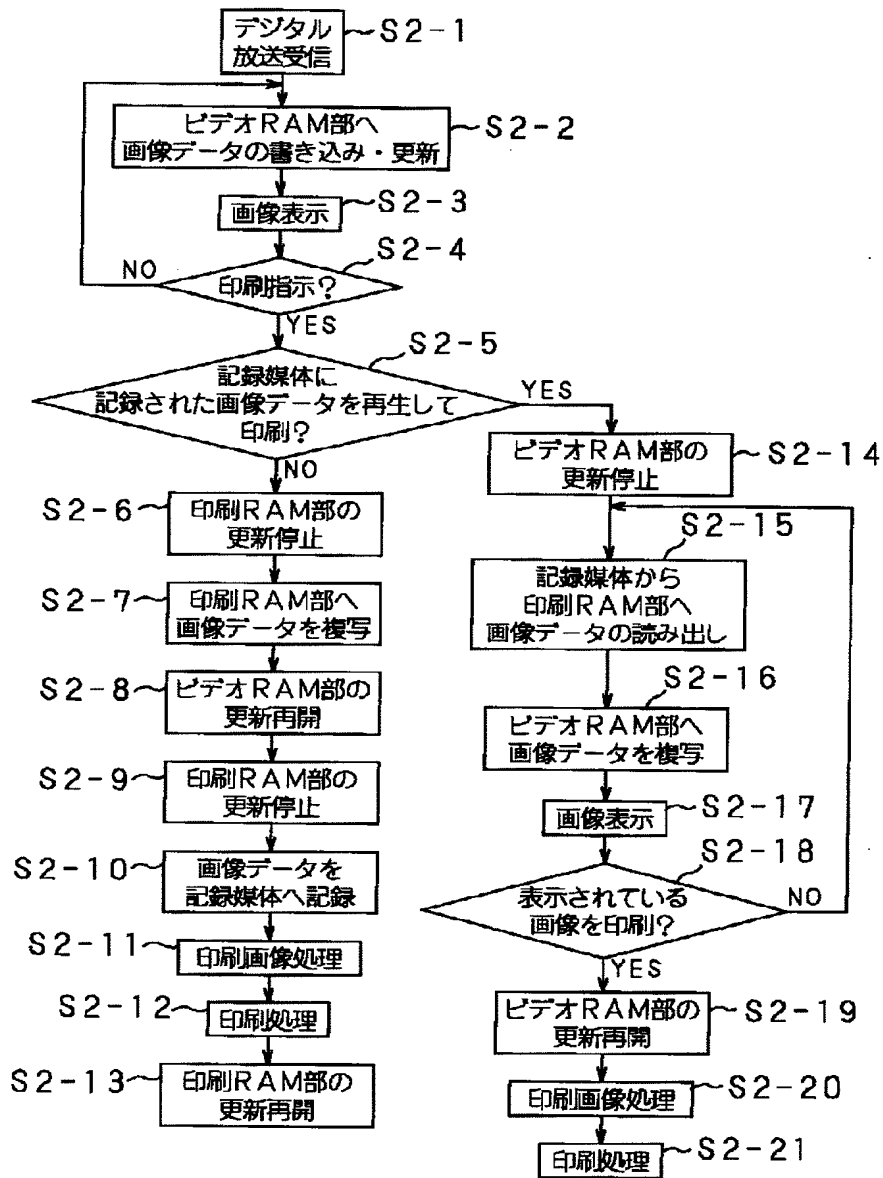 デジタル
放送受信
S2-1
ビデオRAM部へ
画像データの書き込み・更新
S2-2
画像表示
S2-3
印刷指示?
S2-4
NO
YES
記録媒体に
記録された画像データを再生して
印刷?
S2-5
YES
NO
S2-6
印刷RAM部の
更新停止
S2-7
印刷RAM部へ
画像データを複写
S2-8
ビデオRAM部の
更新再開
S2-9
印刷RAM部の
更新停止
S2-10
画像データを
記録媒体へ記録
S2-11
印刷画像処理
S2-12
印刷処理
S2-13
印刷RAM部の
更新再開
ビデオRAM部の
更新停止
S2-14
S2-15
記録媒体から
印刷RAM部へ
画像データの読み出し
S2-16
ビデオRAM部へ
画像データを複写
画像表示
S2-17
S2-18
表示されている
画像を印刷?
NO
YES
ビデオRAM部の
更新再開
S2-19
印刷画像処理
S2-20
印刷処理
S2-21